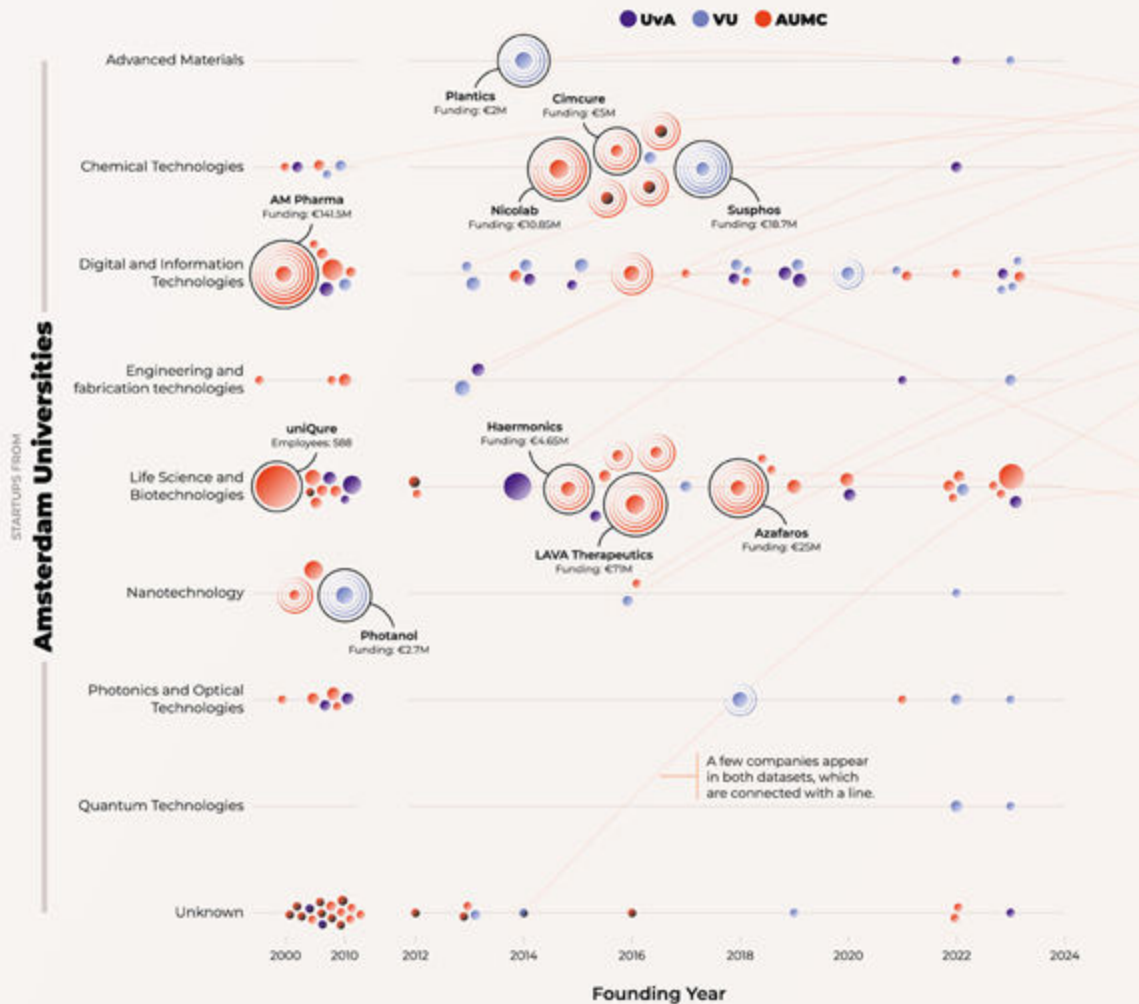 UvA VU AUMC
Advanced Materials
Plantics
Funding: €2M
Cimcure
Funding: €5M
Chemical Technologies
Nicolab
Funding: €10.85M
Susphos
Funding: €18.7M
AM Pharma
Funding: €141.5M
Digital and Information
Technologies
Engineering and
fabrication technologies
uniQure
Employees: 588
Haermonics
Funding: €4.65M
Life Science and
Biotechnologies
LAVA Therapeutics
Funding: €71M
Azafaros
Funding: €25M
Nanotechnology
Photanol
Funding: €2.7M
Photonics and Optical
Technologies
A few companies appear
in both datasets, which
are connected with a line.
Quantum Technologies
Unknown
STARTUPS FROM
Amsterdam Universities
2000 2010 2012 2014 2016 2018 2020 2022 2024
Founding Year